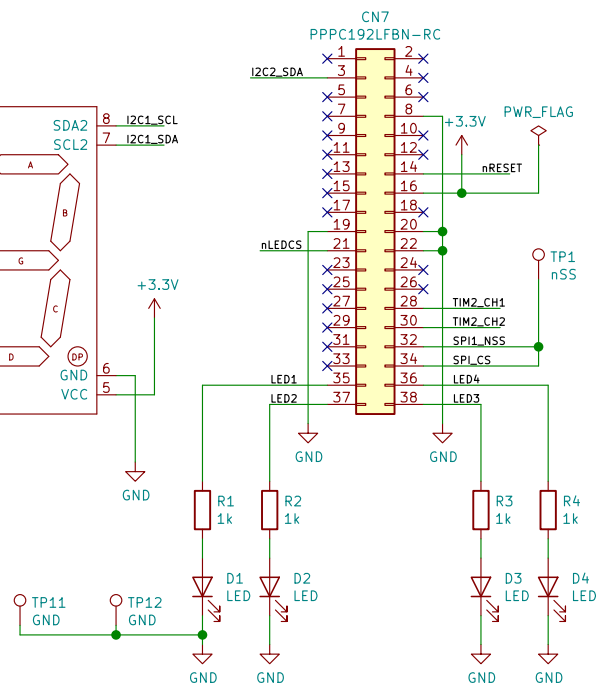 CN7
PPPC192LFBN-RC
1 2
I2C2_SDA 3 4
5 6
7 8
PWR_FLAG
SDA2 8 I2C1_SCL
+3.3V
9 10
SCL2 7 I2C1_SDA
11 12
A
13 14 nRESET
15 16
B
17 18
19 20
nLEDCS 21 22
G
TP1
nSS
23 24
+3.3V
25 26
C
27 28 TIM2_CH1
29 30 TIM2_CH2
31 32 SPI1_NSS
D
DP
33 34 SPI_CS
GND 6
LED1 35 36 LED4
VCC 5
LED2 37 38 LED3
GND
GND
GND
R1
1k
R2
1k
R3
1k
R4
1k
D1
LED
D2
LED
D3
LED
D4
LED
TP11
GND
TP12
GND
GND
GND
GND
GND